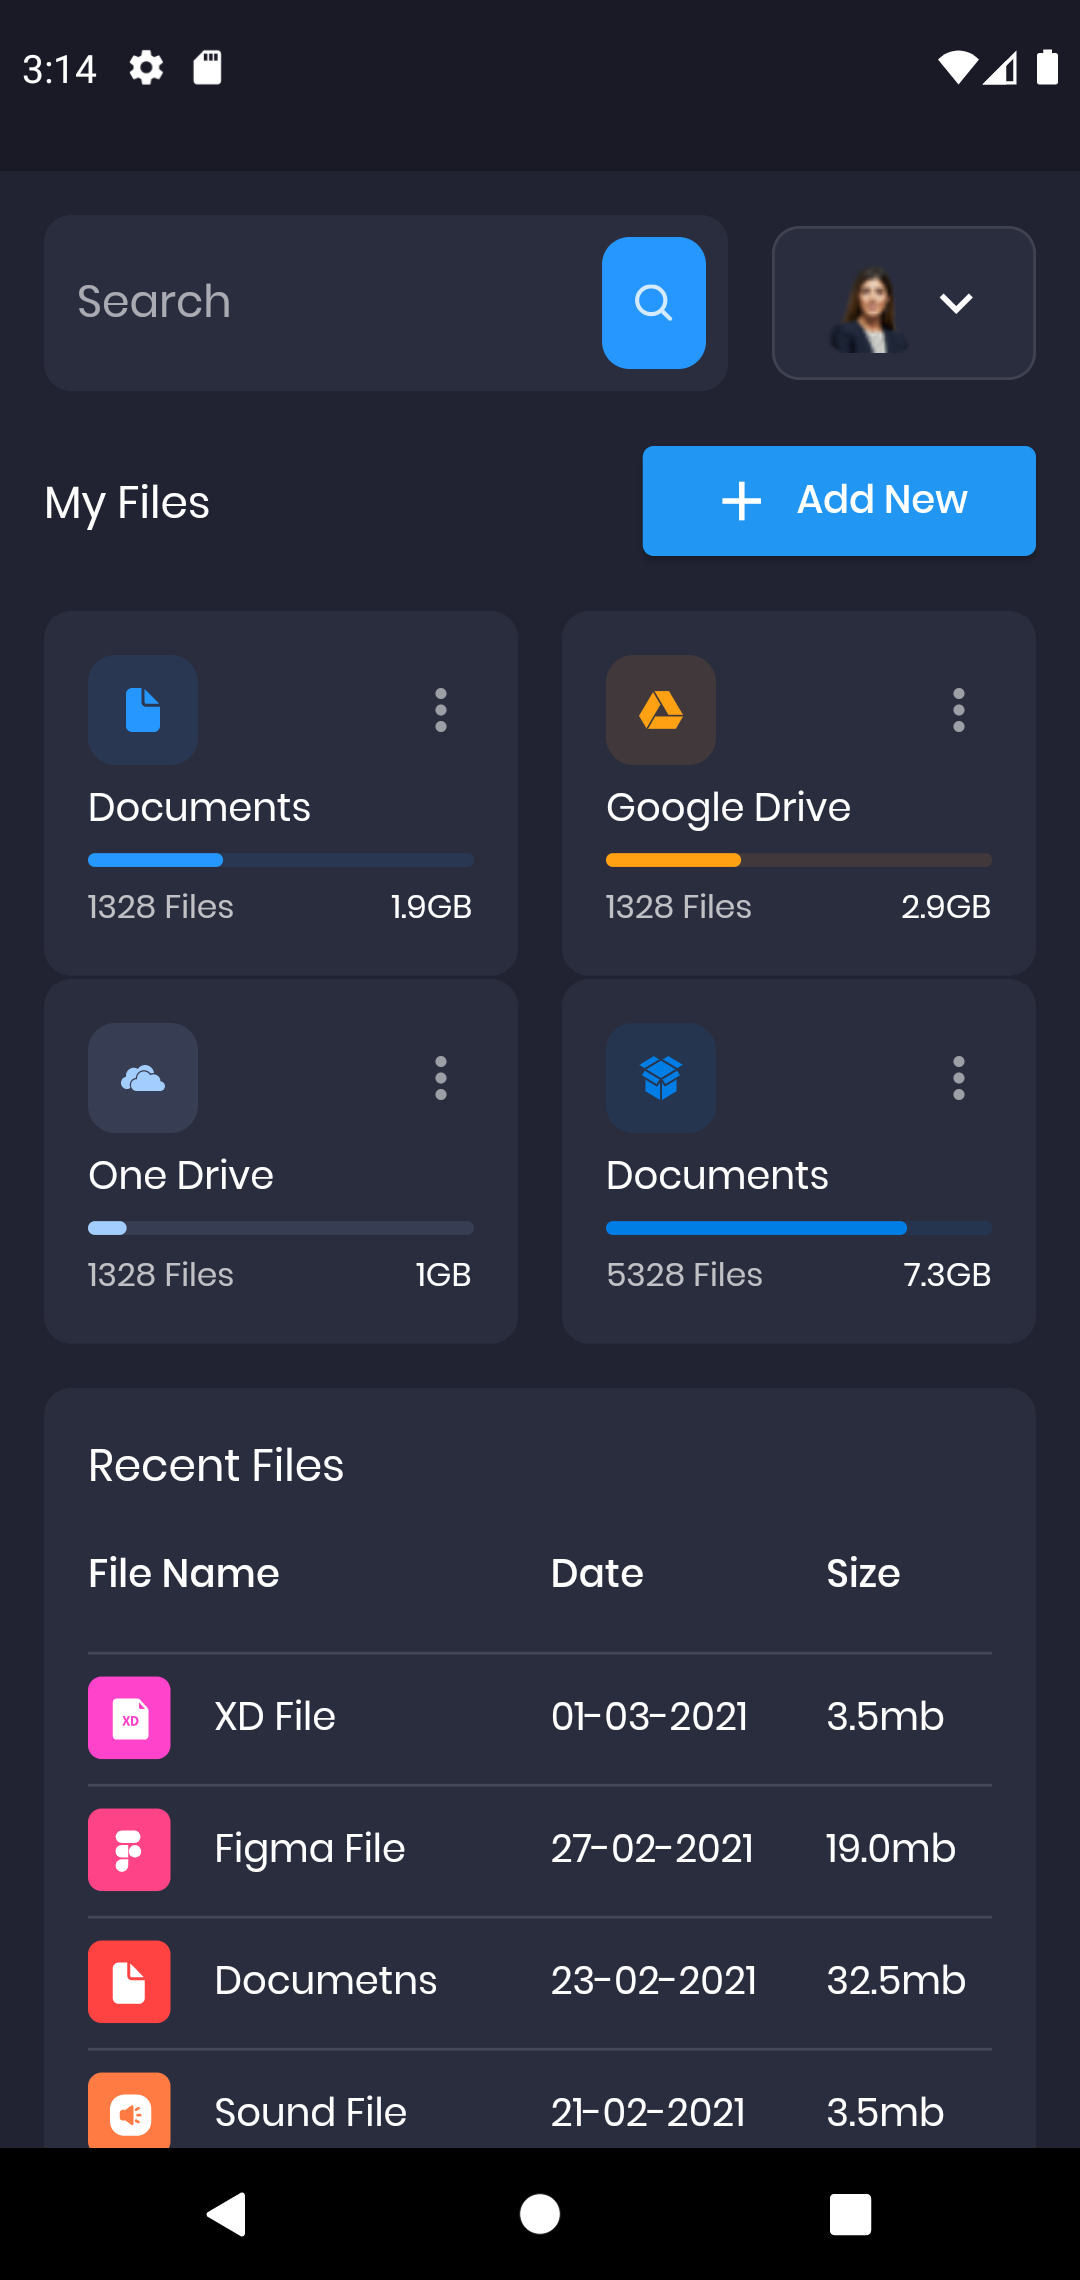 3:14
Search
My Files
Add New
Documents
1328 Files 1.9GB
Google Drive
1328 Files 2.9GB
One Drive
1328 Files 1GB
Documents
5328 Files 7.3GB
Recent Files
File Name Date Size
XD XD File 01-03-2021 3.5mb
Figma File 27-02-2021 19.0mb
Documetns 23-02-2021 32.5mb
Sound File 21-02-2021 3.5mb